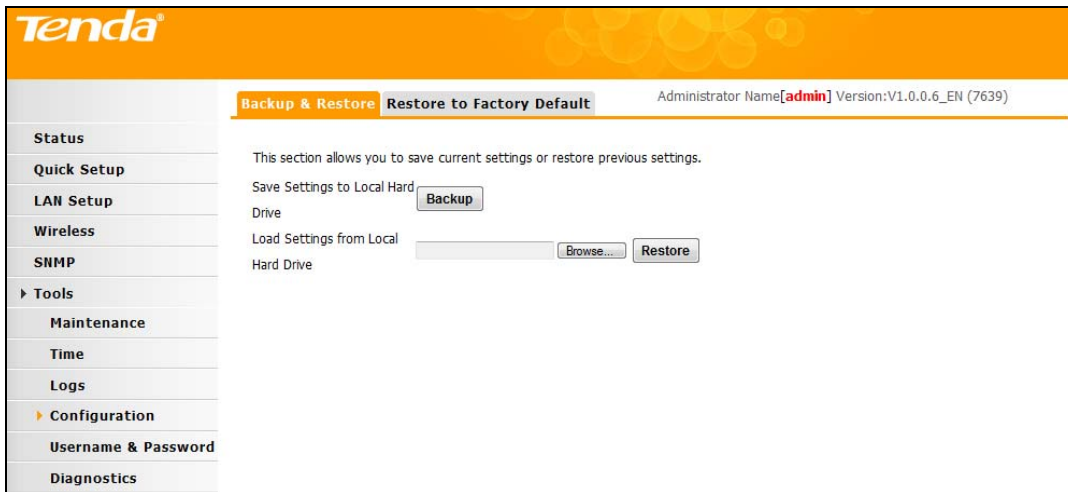 Tenda®
Backup & Restore
Restore to Factory Default
Administrator Name[admin] Version:V1.0.0.6_EN (7639)
Status
Quick Setup
LAN Setup
Wireless
SNMP
Tools
Maintenance
Time
Logs
Configuration
Username & Password
Diagnostics
This section allows you to save current settings or restore previous settings.
Save Settings to Local Hard
Drive
Backup
Load Settings from Local
Hard Drive
Browse...
Restore